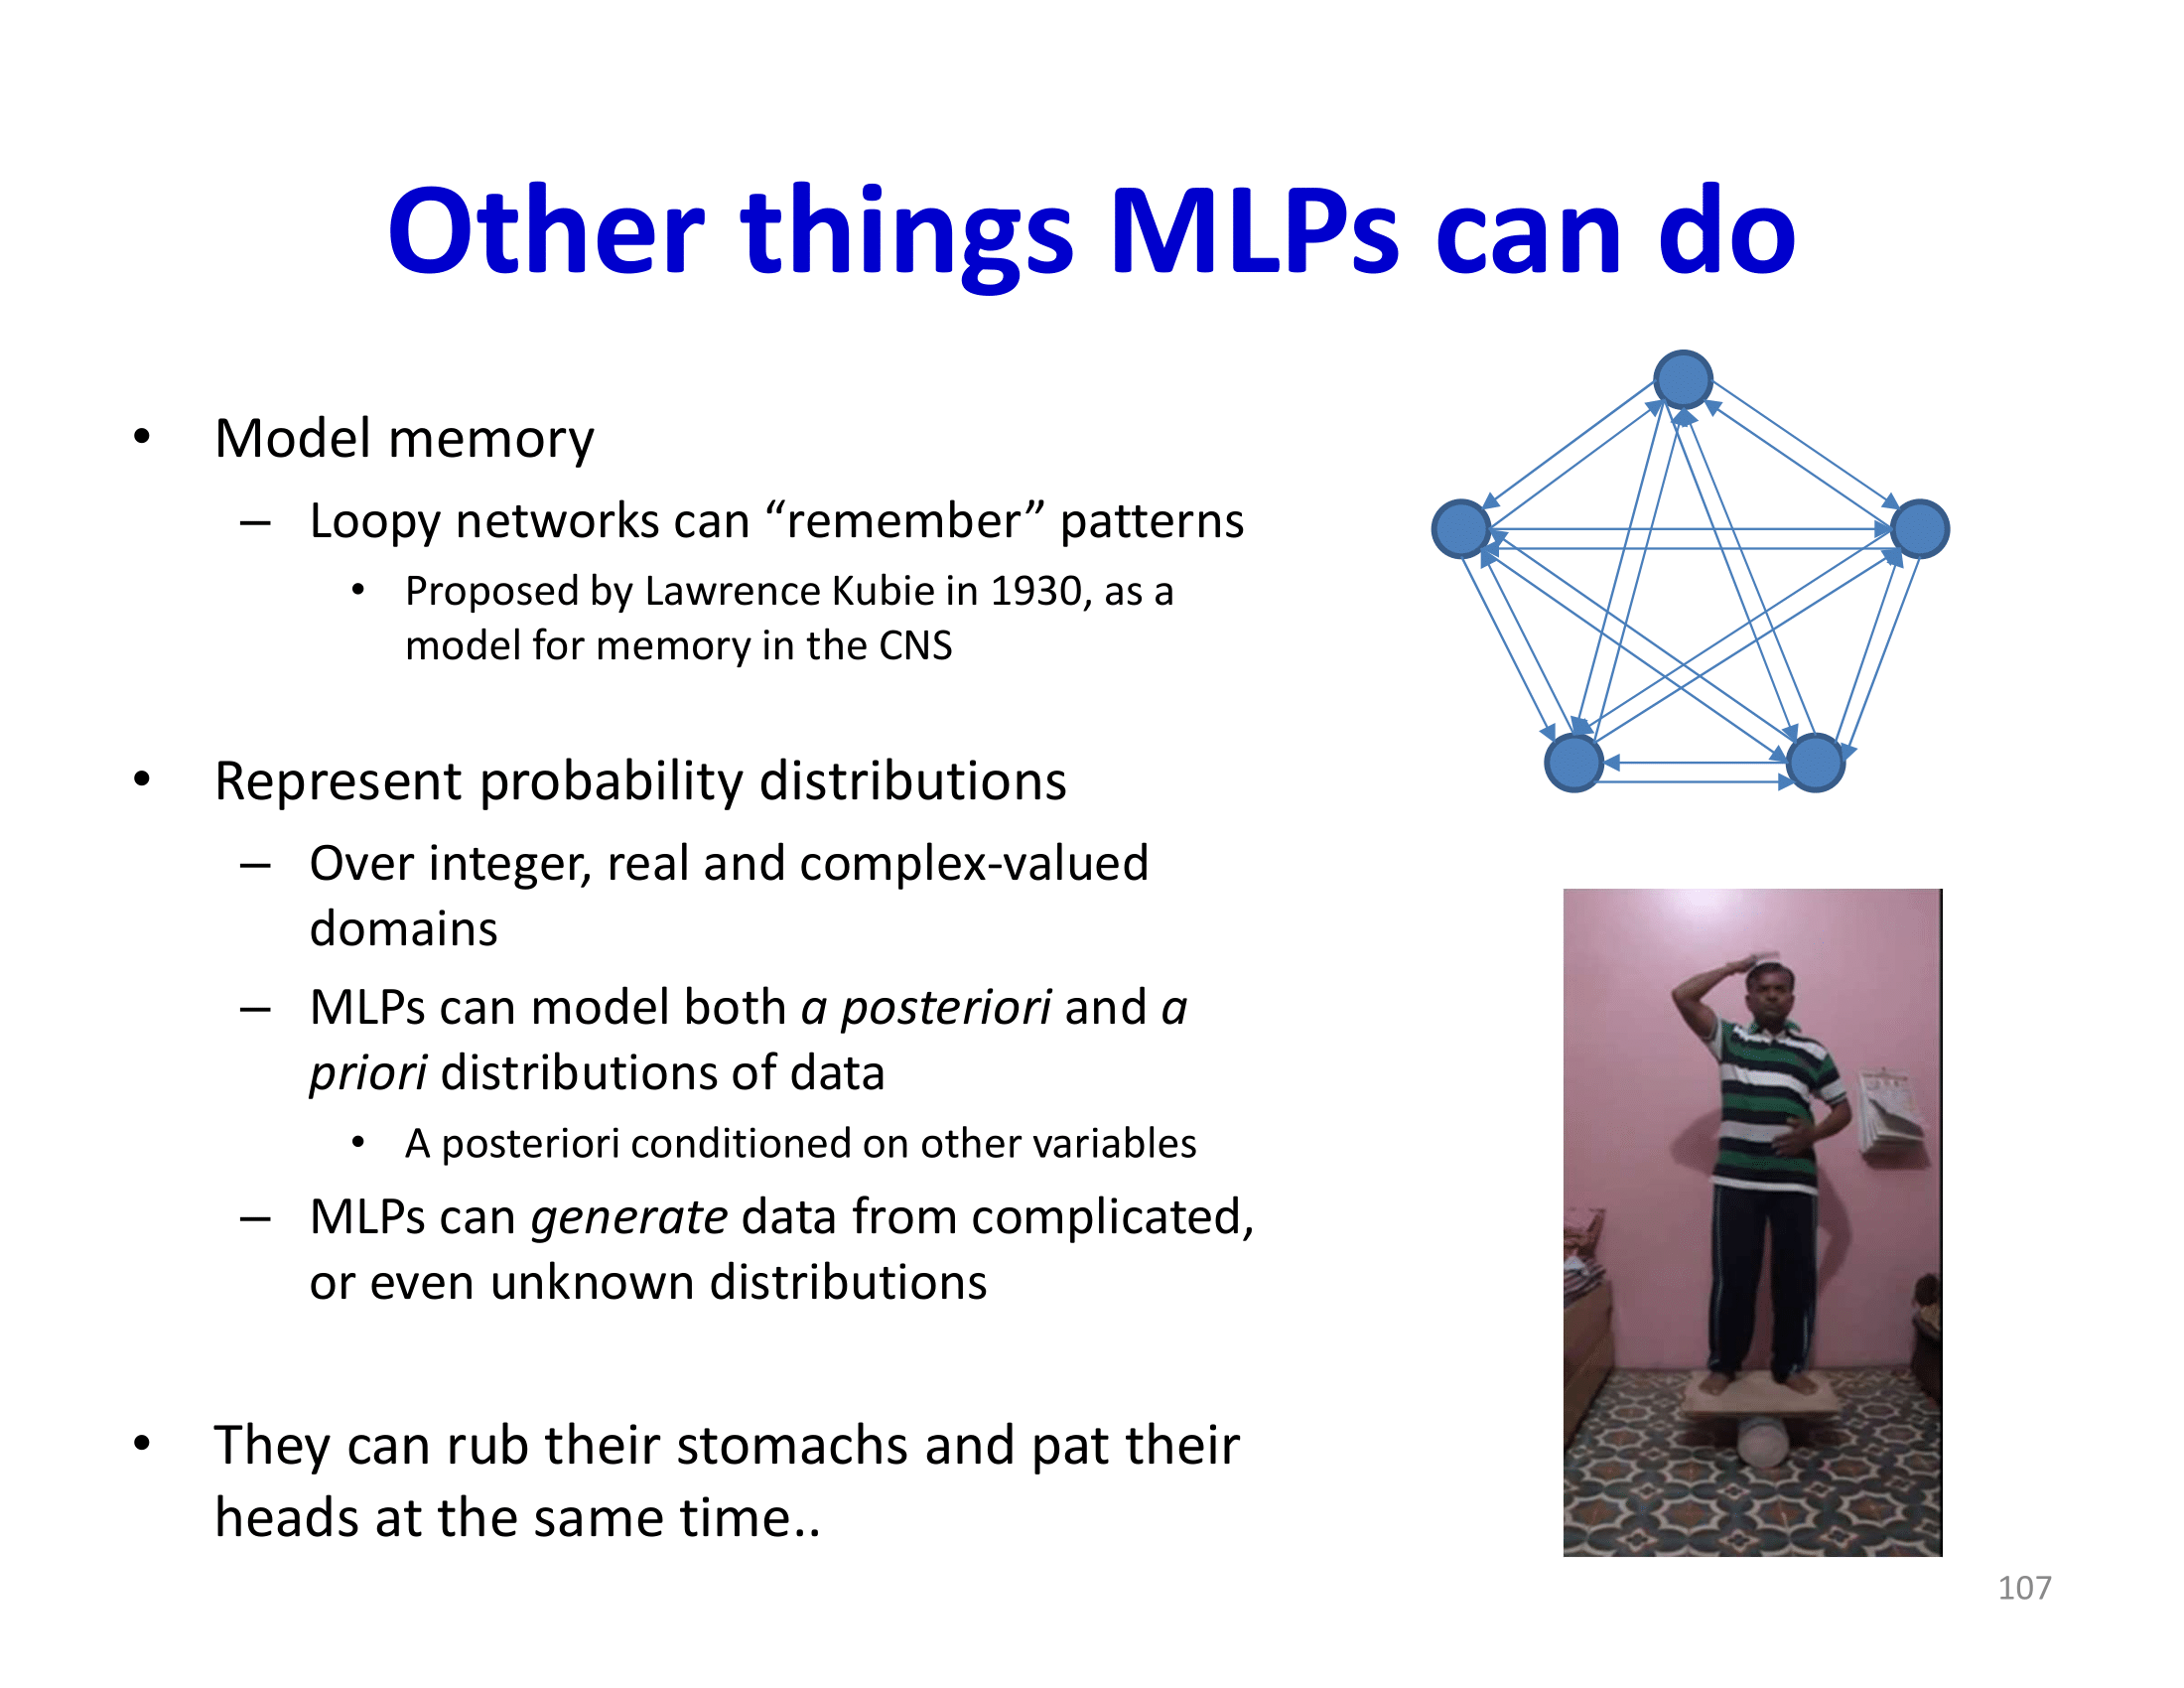 Other things MLPs can do
• Model memory
– Loopy networks can “remember” patterns
• Proposed by Lawrence Kubie in 1930, as a
model for memory in the CNS
• Represent probability distributions
– Over integer, real and complex-valued
domains
– MLPs can model both a posteriori and a
priori distributions of data
• A posteriori conditioned on other variables
– MLPs can generate data from complicated,
or even unknown distributions
• They can rub their stomachs and pat their
heads at the same time..
107